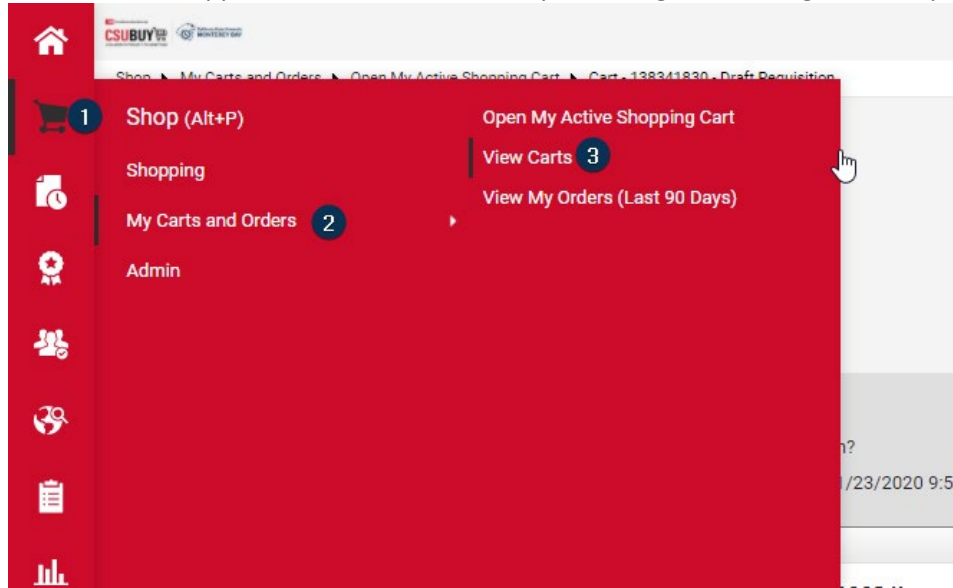 CSUBUY
MONTEREY BAY
Shop ▸ My Carts and Orders ▸ Open My Active Shopping Cart ▸ Cart - 138341830 - Draft Requisition
1
Shop (Alt+P)
Open My Active Shopping Cart
Shopping
View Carts 3
My Carts and Orders 2
View My Orders (Last 90 Days)
Admin
n?
/23/2020 9:5